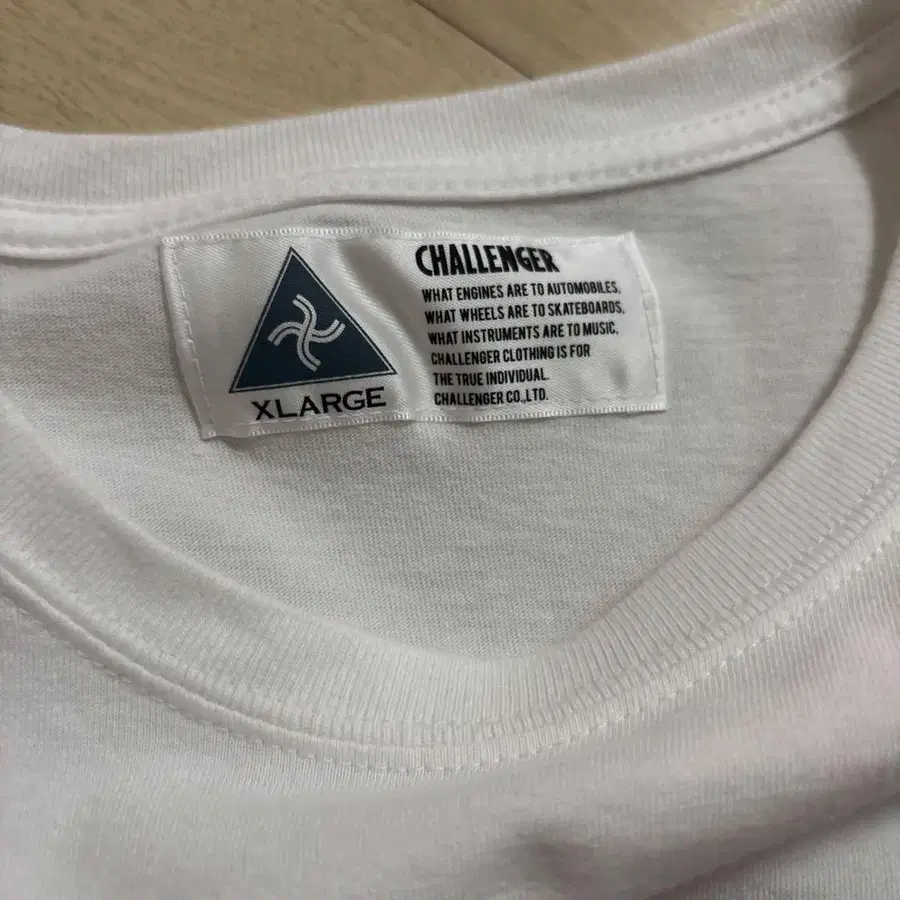 XLARGE
CHALLENGER
WHAT ENGINES ARE TO AUTOMOBILES,
WHAT WHEELS ARE TO SKATEBOARDS,
WHAT INSTRUMENTS ARE TO MUSIC,
CHALLENGER CLOTHING IS FOR
THE TRUE INDIVIDUAL.
CHALLENGER CO.,LTD.